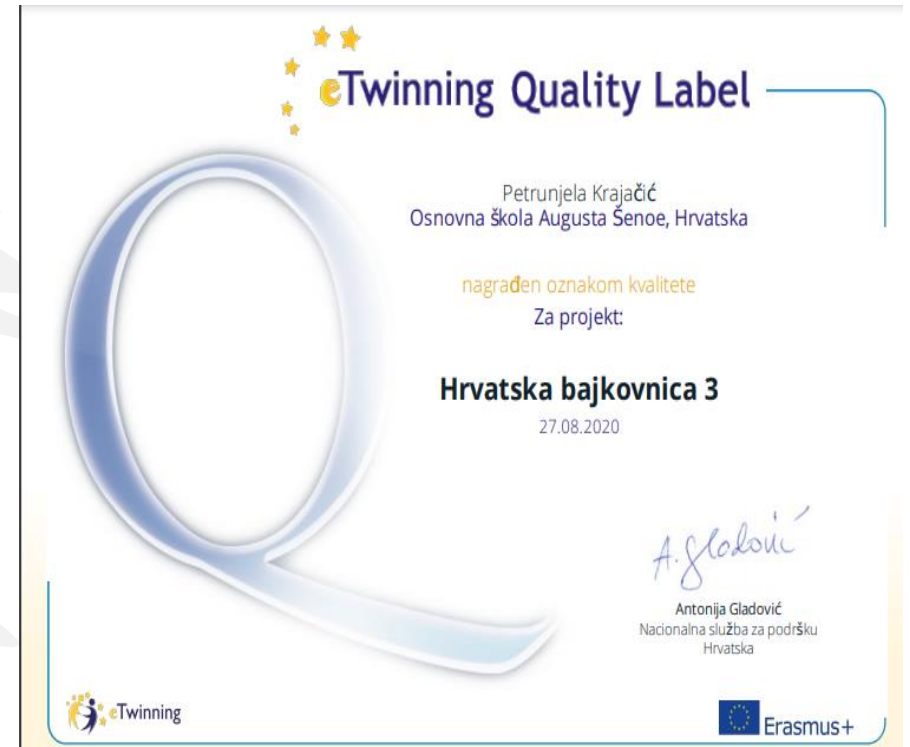 eTwinning Quality Label
Petrunjela Krajačić
Osnovna škola Augusta Šenoe, Hrvatska
nagrađen oznakom kvalitete
Za projekt:
Hrvatska bajkovnica 3
27.08.2020
A. Gladović
Antonija Gladović
Nacionalna služba za podršku
Hrvatska
eTwinning
Erasmus+